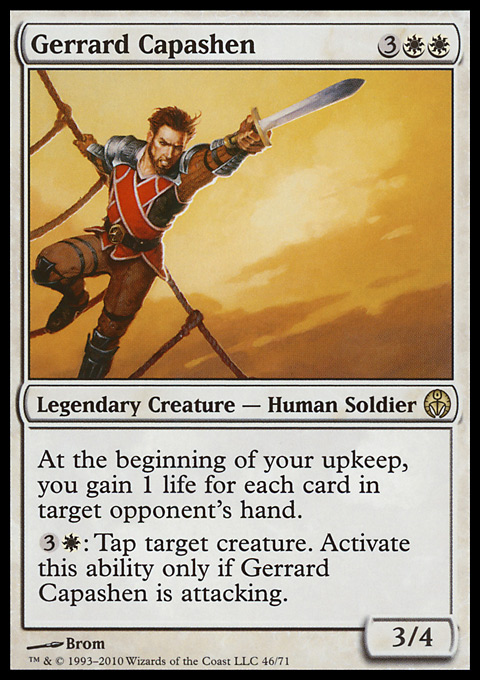 Gerrard Capashen 3
Legendary Creature — Human Soldier
At the beginning of your upkeep,
you gain 1 life for each card in
target opponent's hand.
3 : Tap target creature. Activate
this ability only if Gerrard
Capashen is attacking.
Brom
3/4
™ & © 1993–2010 Wizards of the Coast LLC 46/71